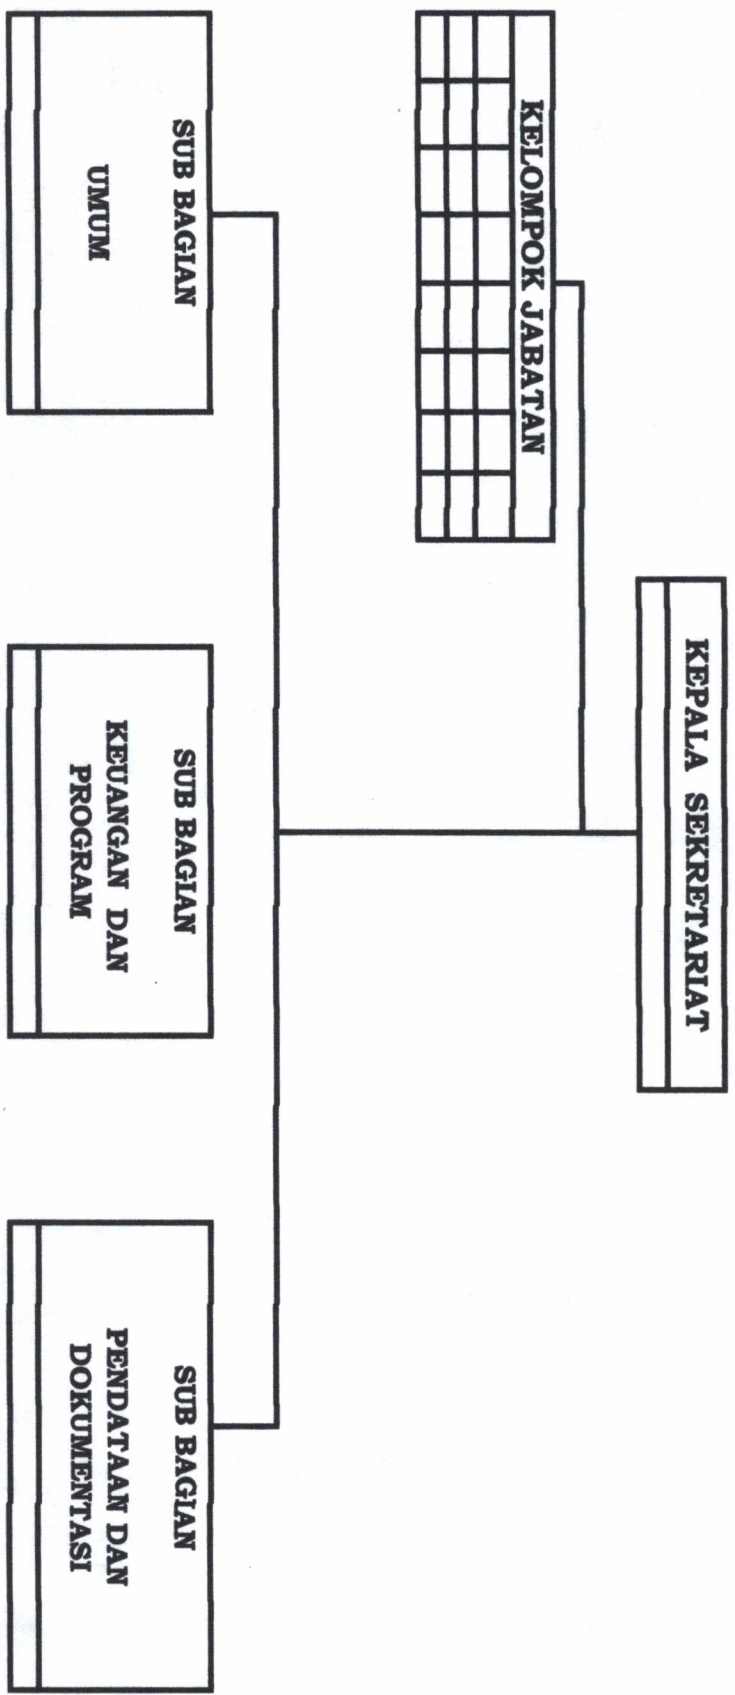 KEPALA SEKRETARIAT
KELOMPOK JABATAN
SUB BAGIAN
UMUM
SUB BAGIAN
KEUANGAN DAN
PROGRAM
SUB BAGIAN
PENDATAAN DAN
DOKUMENTASI